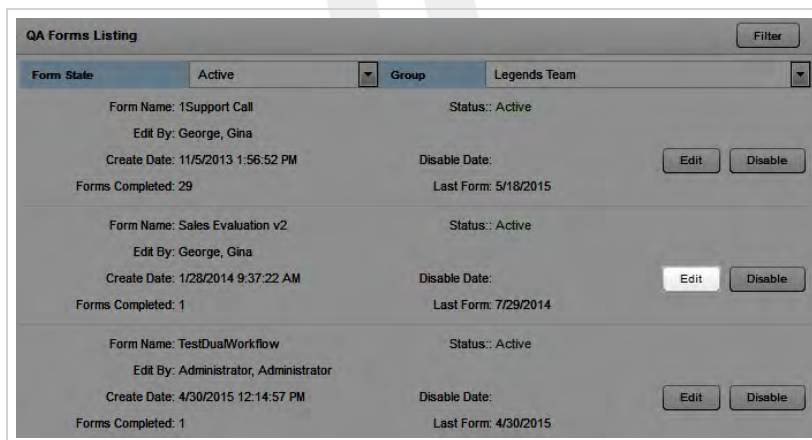 QA Forms Listing Filter
Form State Active Group Legends Team
Form Name: 1Support Call Status:: Active
Edit By: George, Gina
Create Date: 11/5/2013 1:56:52 PM Disable Date: Edit Disable
Forms Completed: 29 Last Form: 5/18/2015
Form Name: Sales Evaluation v2 Status:: Active
Edit By: George, Gina
Create Date: 1/28/2014 9:37:22 AM Disable Date: Edit Disable
Forms Completed: 1 Last Form: 7/29/2014
Form Name: TestDualWorkflow Status:: Active
Edit By: Administrator, Administrator
Create Date: 4/30/2015 12:14:57 PM Disable Date: Edit Disable
Forms Completed: 1 Last Form: 4/30/2015